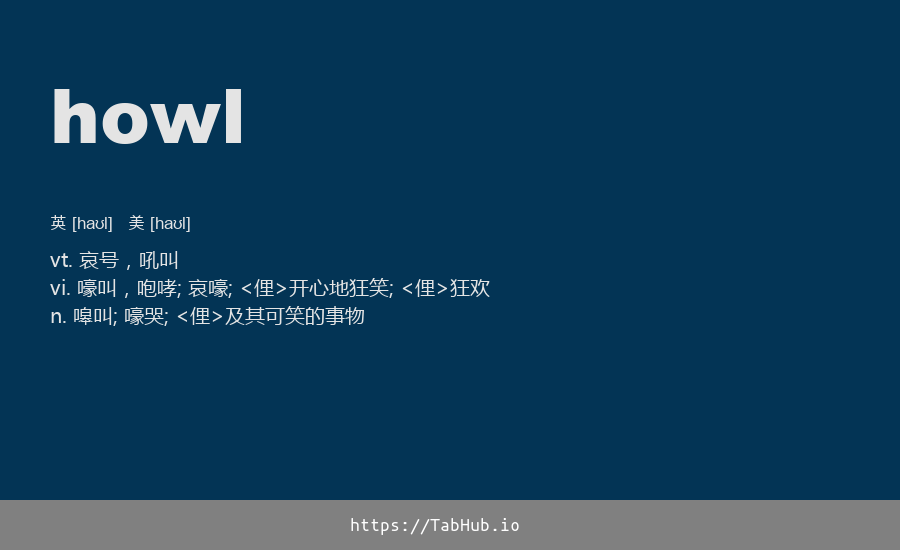 howl
英 [haʊl] 美 [haʊl]
vt. 哀号，吼叫
vi. 嚎叫，咆哮; 哀嚎; <俚>开心地狂笑; <俚>狂欢
n. 嗥叫; 嚎哭; <俚>及其可笑的事物
https://TabHub.io